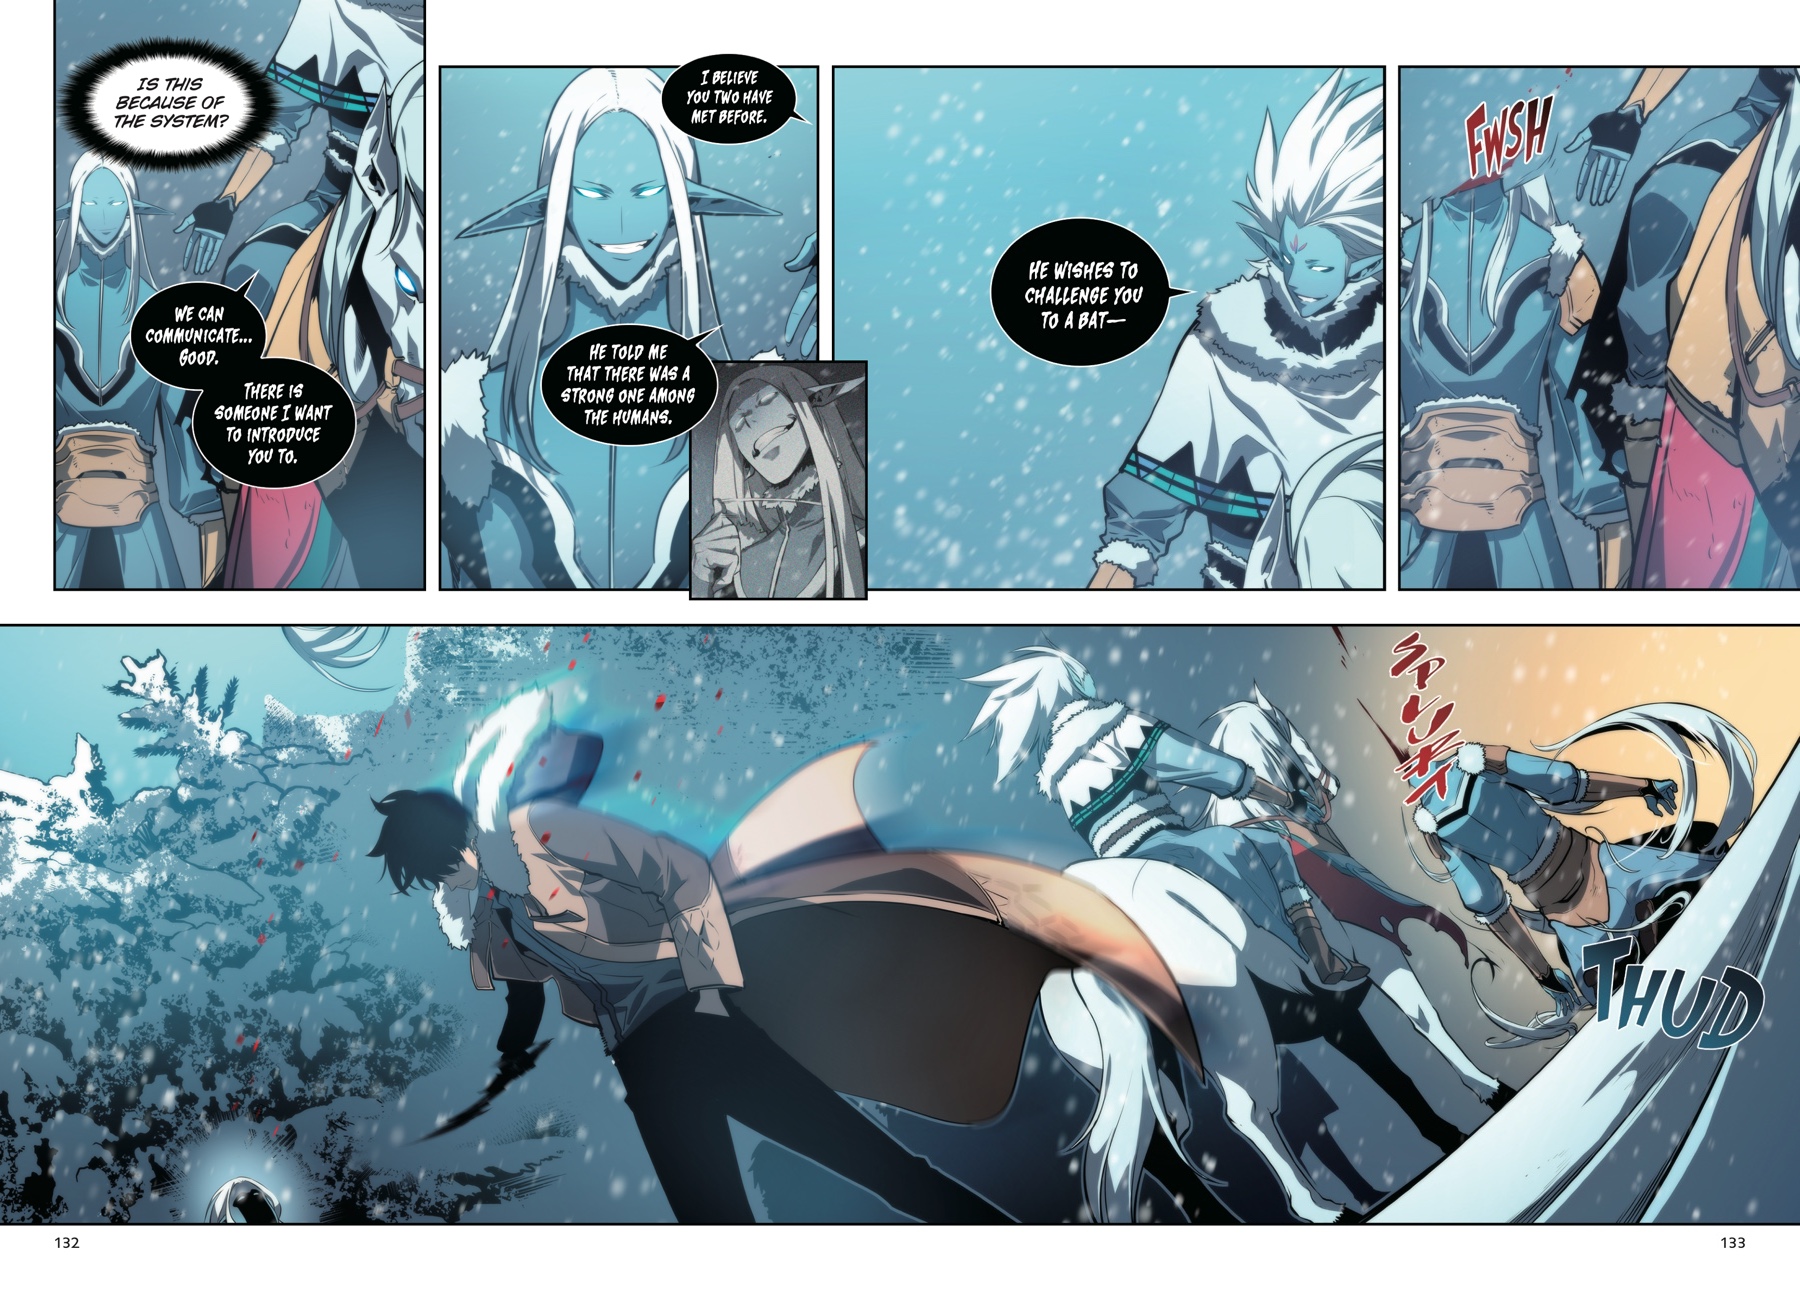 IS THIS
BECAUSE OF
THE SYSTEM?
WE CAN
COMMUNICATE...
GOOD.
THERE IS
SOMEONE I WANT
TO INTRODUCE
YOU TO.
I BELIEVE
YOU TWO HAVE
MET BEFORE.
HE TOLD ME
THAT THERE WAS A
STRONG ONE AMONG
THE HUMANS.
HE WISHES TO
CHALLENGE YOU
TO A BAT—
FWSH
THUD
132
133